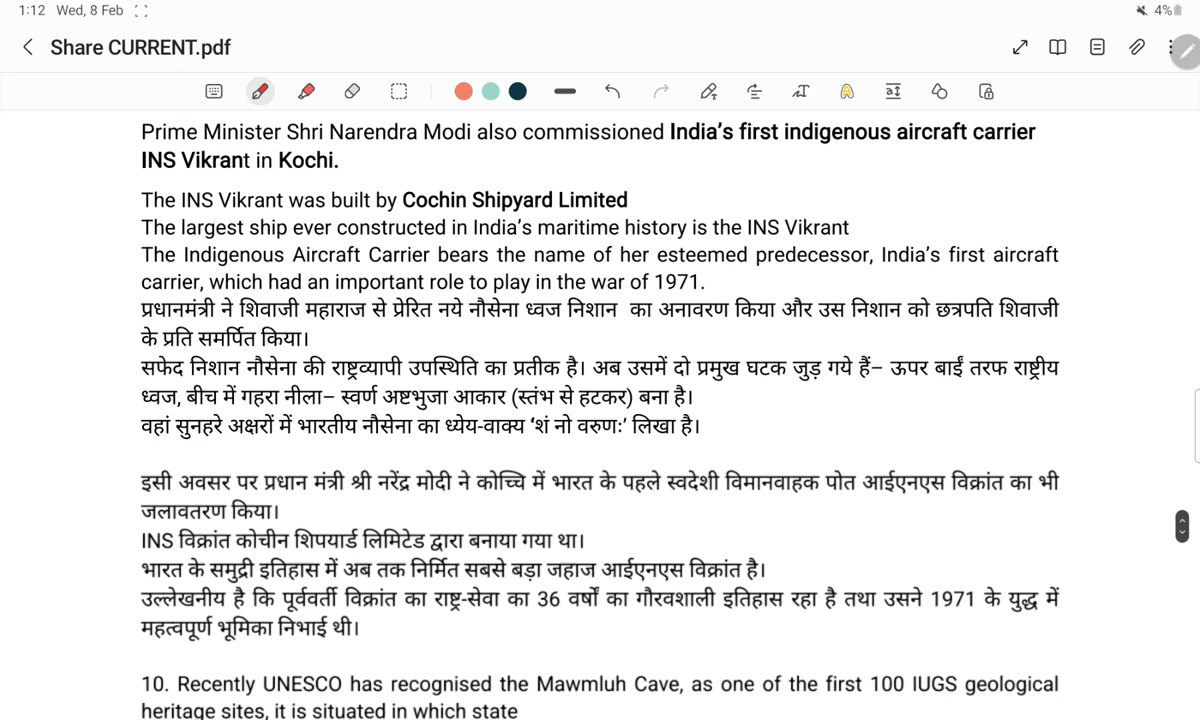 1:12 Wed, 8 Feb
4%
Share CURRENT.pdf
Prime Minister Shri Narendra Modi also commissioned India's first indigenous aircraft carrier
INS Vikrant in Kochi.
The INS Vikrant was built by Cochin Shipyard Limited
The largest ship ever constructed in India's maritime history is the INS Vikrant
The Indigenous Aircraft Carrier bears the name of her esteemed predecessor, India's first aircraft
carrier, which had an important role to play in the war of 1971.
प्रधानमंत्री ने शिवाजी महाराज से प्रेरित नये नौसेना ध्वज निशान का अनावरण किया और उस निशान को छत्रपति शिवाजी
के प्रति समर्पित किया।
सफेद निशान नौसेना की राष्ट्रव्यापी उपस्थिति का प्रतीक है। अब उसमें दो प्रमुख घटक जुड़ गये हैं– ऊपर बाईं तरफ राष्ट्रीय
ध्वज, बीच में गहरा नीला– स्वर्ण अष्टभुजा आकार (स्तंभ से हटकर) बना है।
वहां सुनहरे अक्षरों में भारतीय नौसेना का ध्येय-वाक्य ‘शं नो वरुणः’ लिखा है।
इसी अवसर पर प्रधान मंत्री श्री नरेंद्र मोदी ने कोच्चि में भारत के पहले स्वदेशी विमानवाहक पोत आईएनएस विक्रांत का भी
जलावतरण किया।
INS विक्रांत कोचीन शिपयार्ड लिमिटेड द्वारा बनाया गया था।
भारत के समुद्री इतिहास में अब तक निर्मित सबसे बड़ा जहाज आईएनएस विक्रांत है।
उल्लेखनीय है कि पूर्ववर्ती विक्रांत का राष्ट्र-सेवा का 36 वर्षों का गौरवशाली इतिहास रहा है तथा उसने 1971 के युद्ध में
महत्वपूर्ण भूमिका निभाई थी।
10. Recently UNESCO has recognised the Mawmluh Cave, as one of the first 100 IUGS geological
heritage sites, it is situated in which state